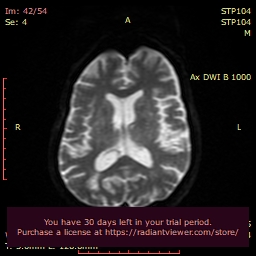 Im: 42/54
Se: 4
A
STP104
STP104
M
Ax DWI B 1000
R
L
You have 30 days left in your trial period.
Purchase a license at https://radiantviewer.com/store/